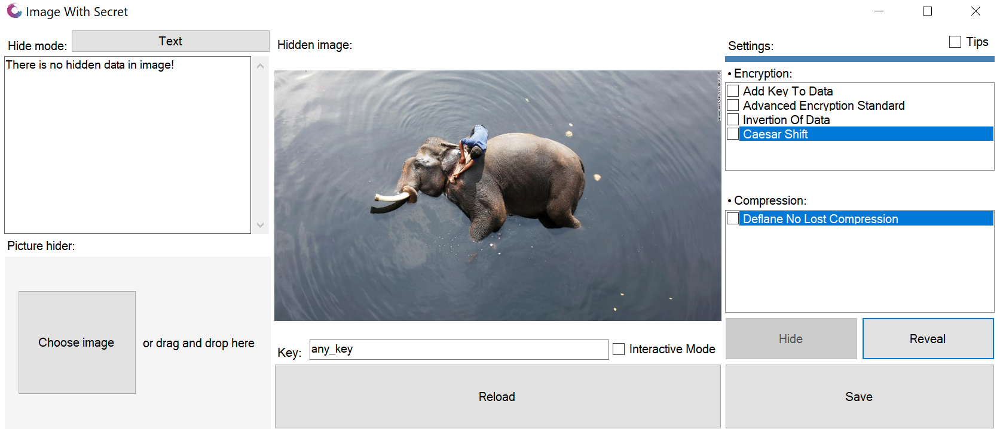 Image With Secret
Hide mode:
Text
There is no hidden data in image!
Picture hider:
Choose image
or drag and drop here
Hidden image:
Key:
any_key
Interactive Mode
Reload
Settings:
Tips
• Encryption:
Add Key To Data
Advanced Encryption Standard
Invertion Of Data
Caesar Shift
• Compression:
Deflane No Lost Compression
Hide
Reveal
Save